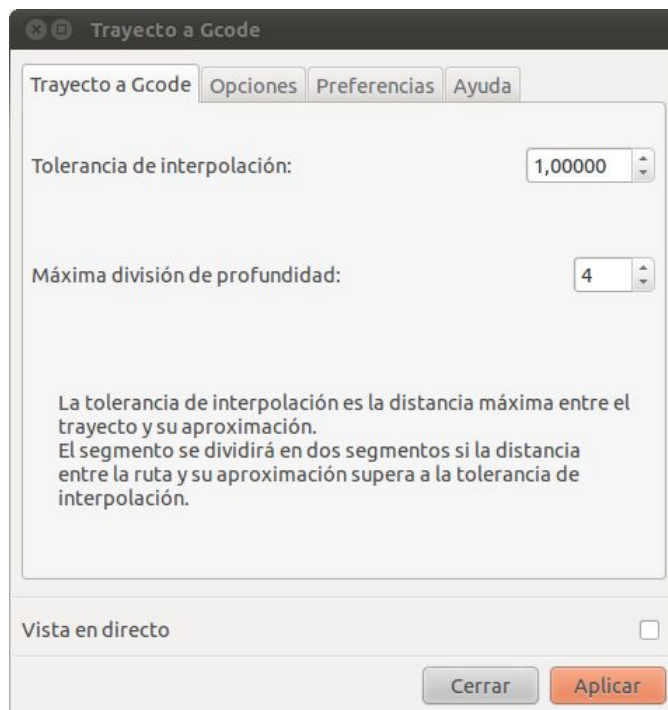 Trayecto a Gcode
Trayecto a Gcode Opciones Preferencias Ayuda
Tolerancia de interpolación: 1,00000
Máxima división de profundidad: 4
La tolerancia de interpolación es la distancia máxima entre el
trayecto y su aproximación.
El segmento se dividirá en dos segmentos si la distancia
entre la ruta y su aproximación supera a la tolerancia de
interpolación.
Vista en directo
Cerrar Aplicar